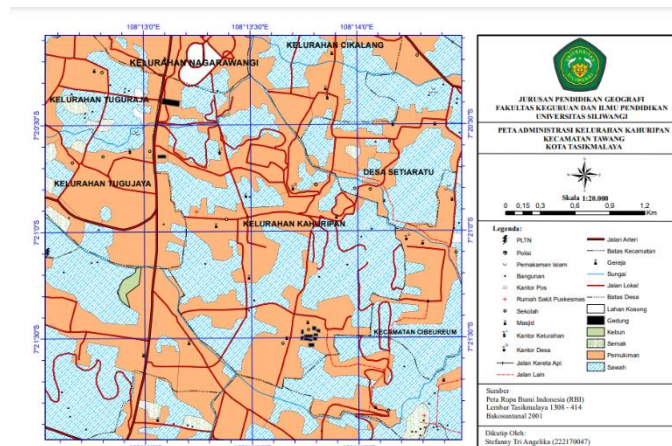 108°13'0"E
108°13'30"E
108°14'0"E
KELURAHAN CIKALANG
KELURAHAN NAGARAWANGI
KELURAHAN TUGURAJA
7°20'30"S
7°20'30"S
DESA SETIARATU
KELURAHAN TUGUJAYA
KELURAHAN KAHURIPAN
7°21'0"S
7°21'0"S
KECAMATAN CIBEUREUM
7°21'30"S
7°21'30"S
JURUSAN PENDIDIKAN GEOGRAFI
FAKULTAS KEGURUAN DAN ILMU PENDIDIKAN
UNIVERSITAS SILIWANGI
PETA ADMINISTRASI KELURAHAN KAHURIPAN
KECAMATAN TAWANG
KOTA TASIKMALAYA
Skala 1:20.000
0 0,15 0,3 0,6 0,9 1,2
Km
Legenda:
PLTN
Polisi
Pemakaman Islam
Bangunan
Kantor Pos
Rumah Sakit Puskesmas
Sekolah
Masjid
Kantor Kelurahan
Kantor Desa
Jalan Kereta Api
Jalan Lain
Jalan Arteri
Batas Kecamatan
Gereja
Sungai
Jalan Lokal
Batas Desa
Lahan Kosong
Gedung
Kebun
Semak
Pemukiman
Sawah
Sumber
Peta Rupa Bumi Indonesia (RBI)
Lembar Tasikmalaya 1308 - 414
Bakosurtanal 2001
Dikutip Oleh:
Stefanny Tri Angelika (222170047)